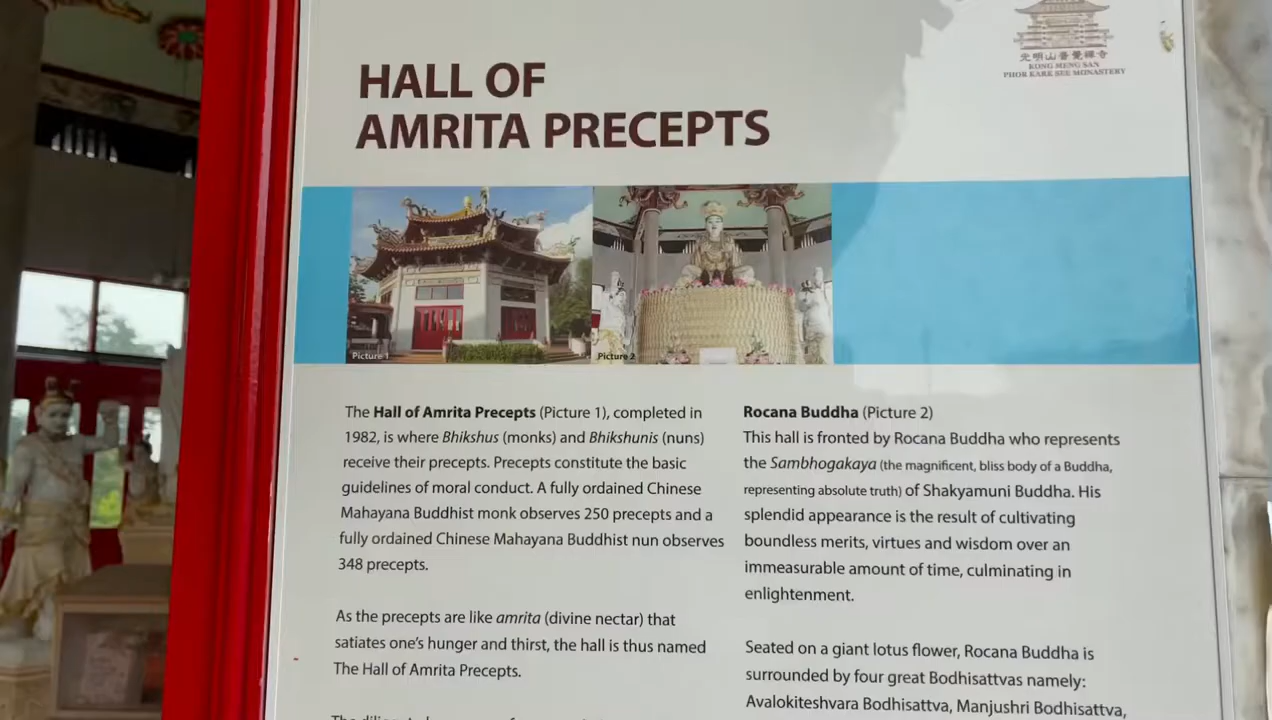 光明山普覺禪寺
KONG MENG SAN
PHOR KARK SEE MONASTERY
HALL OF
AMRITA PRECEPTS
Picture 1
Picture 2
The Hall of Amrita Precepts (Picture 1), completed in
1982, is where Bhikshus (monks) and Bhikshunis (nuns)
receive their precepts. Precepts constitute the basic
guidelines of moral conduct. A fully ordained Chinese
Mahayana Buddhist monk observes 250 precepts and a
fully ordained Chinese Mahayana Buddhist nun observes
348 precepts.
As the precepts are like amrita (divine nectar) that
satiates one's hunger and thirst, the hall is thus named
The Hall of Amrita Precepts.
Rocana Buddha (Picture 2)
This hall is fronted by Rocana Buddha who represents
the Sambhogakaya (the magnificent, bliss body of a Buddha,
representing absolute truth) of Shakyamuni Buddha. His
splendid appearance is the result of cultivating
boundless merits, virtues and wisdom over an
immeasurable amount of time, culminating in
enlightenment.
Seated on a giant lotus flower, Rocana Buddha is
surrounded by four great Bodhisattvas namely:
Avalokiteshvara Bodhisattva, Manjushri Bodhisattva,